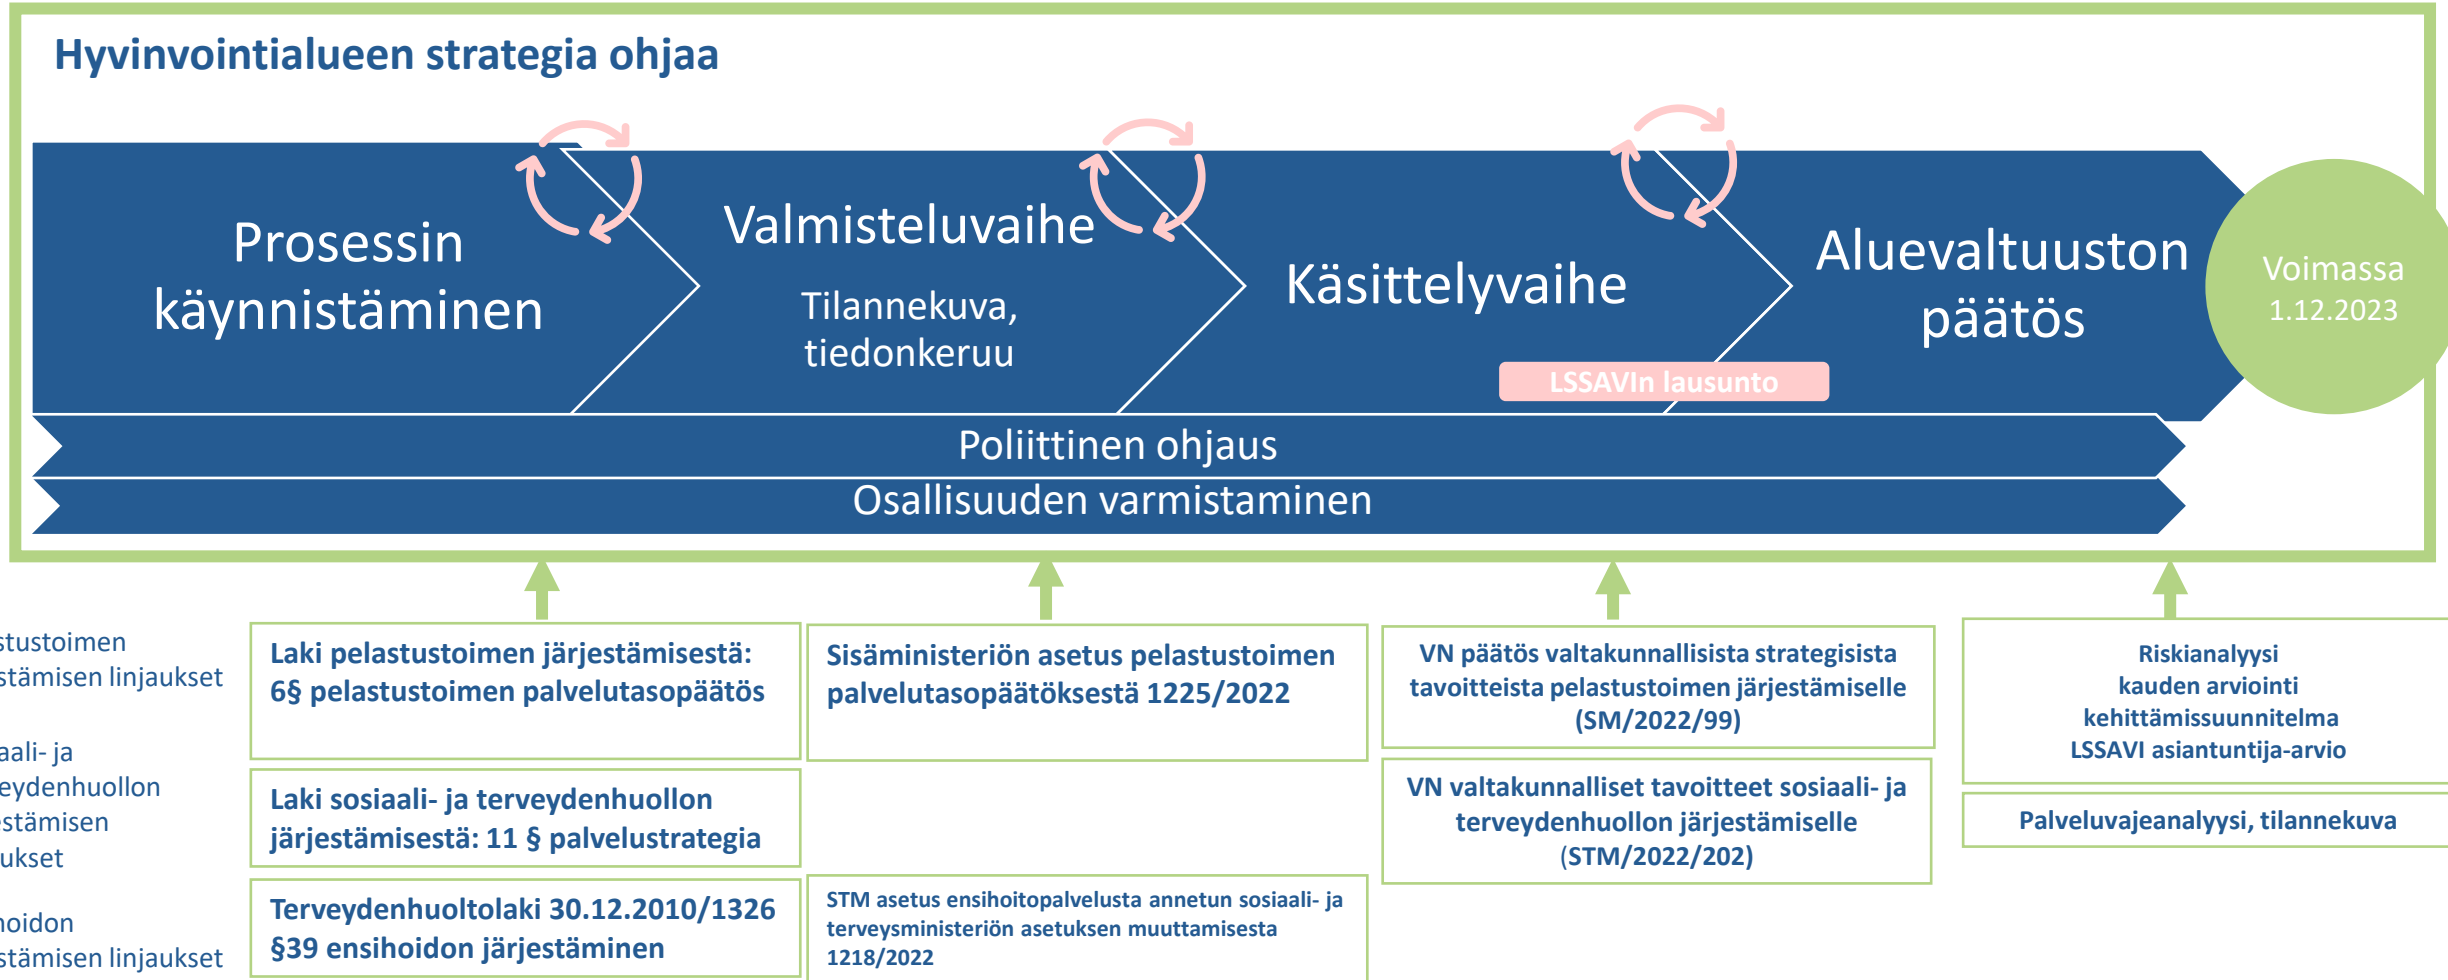 Hyvinvointialueen strategia ohjaa
Prosessin
käynnistäminen
Valmisteluvaihe
Tilannekuva,
tiedonkeruu
Käsittelyvaihe
Aluevaltuuston
päätös
LSSAVIn lausunto
Voimassa
1.12.2023
Poliittinen ohjaus
Osallisuuden varmistaminen
järjestämisen linjaukset
Laki pelastustoimen järjestämisestä:
6§ pelastustoimen palvelutasopäätös
Sisäministeriön asetus pelastustoimen
palvelutasopäätöksestä 1225/2022
VN päätös valtakunnallisista strategisista
tavoitteista pelastustoimen järjestämiselle
(SM/2022/99)
Riskianalyysi
kauden arviointi
kehittämissuunnitelma
LSSAVI asiantuntija-arvio
ja
Laki sosiaali- ja terveydenhuollon
järjestämisestä: 11 § palvelustrategia
VN valtakunnalliset tavoitteet sosiaali- ja
terveydenhuollon järjestämiselle
(STM/2022/202)
Palveluvajeanalyysi, tilannekuva
linjaukset
Terveydenhuoltolaki 30.12.2010/1326
§39 ensihoidon järjestäminen
STM asetus ensihoitopalvelusta annetun sosiaali- ja
terveysministeriön asetuksen muuttamisesta
1218/2022